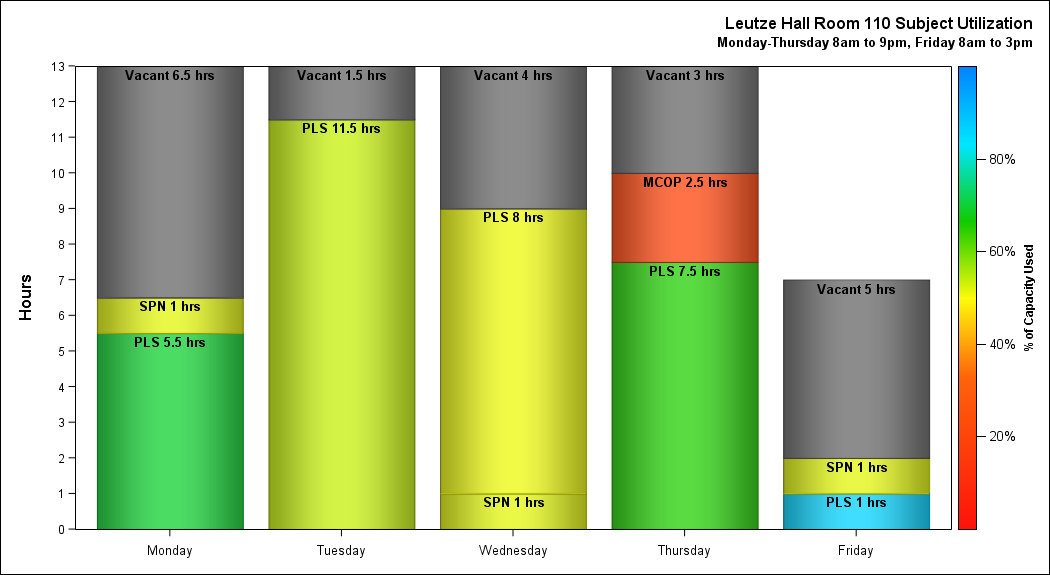 Leutze Hall Room 110 Subject Utilization
Monday-Thursday 8am to 9pm, Friday 8am to 3pm
Hours
13
12
11
10
9
8
7
6
5
4
3
2
1
0
Vacant 6.5 hrs
SPN 1 hrs
PLS 5.5 hrs
Vacant 1.5 hrs
PLS 11.5 hrs
Vacant 4 hrs
PLS 8 hrs
SPN 1 hrs
Vacant 3 hrs
MCOP 2.5 hrs
PLS 7.5 hrs
Vacant 5 hrs
SPN 1 hrs
PLS 1 hrs
Monday
Tuesday
Wednesday
Thursday
Friday
80%
60%
40%
20%
% of Capacity Used